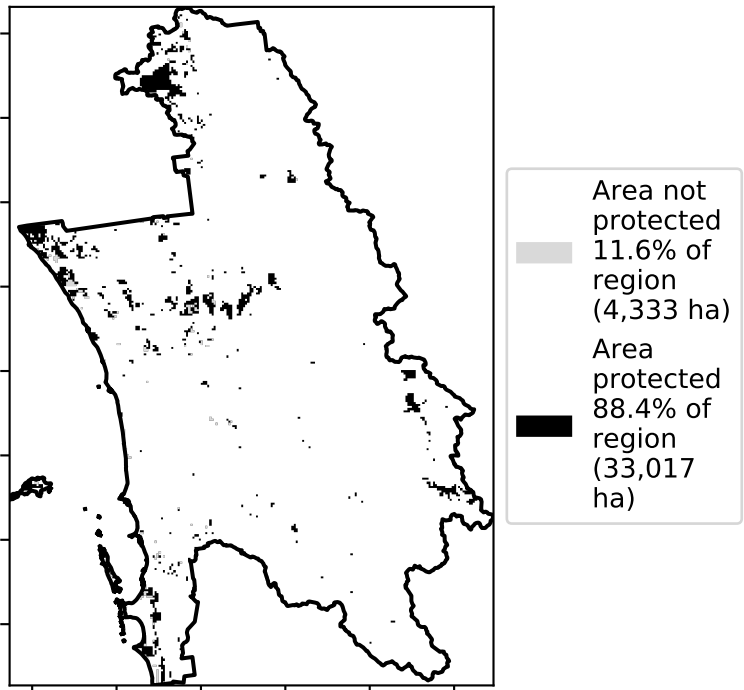 Area not
protected
11.6% of
region
(4,333 ha)
Area
protected
88.4% of
region
(33,017
ha)